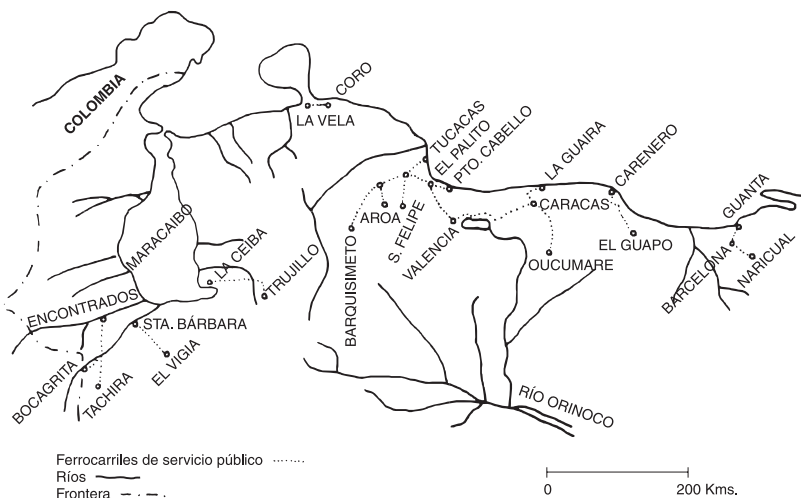 COLOMBIA
CORO
LA VELA
TUCACAS
EL PALITO
PTO. CABELLO
LA GUAIRA
CARENERO
GUANTA
CARACAS
AROA
S. FELIPE
VALENCIA
BARQUISIMETO
OUCUMARE
EL GUAPO
BARCELONA
NARICUAL
MARACAIBO
LA CEIBA
TRUJILLO
ENCONTRADOS
STA. BÁRBARA
EL VIGIA
BOCAGRITA
TACHIRA
RÍO ORINOCO
Ferrocarriles de servicio público
Ríos
Frontera
0 200 Kms.